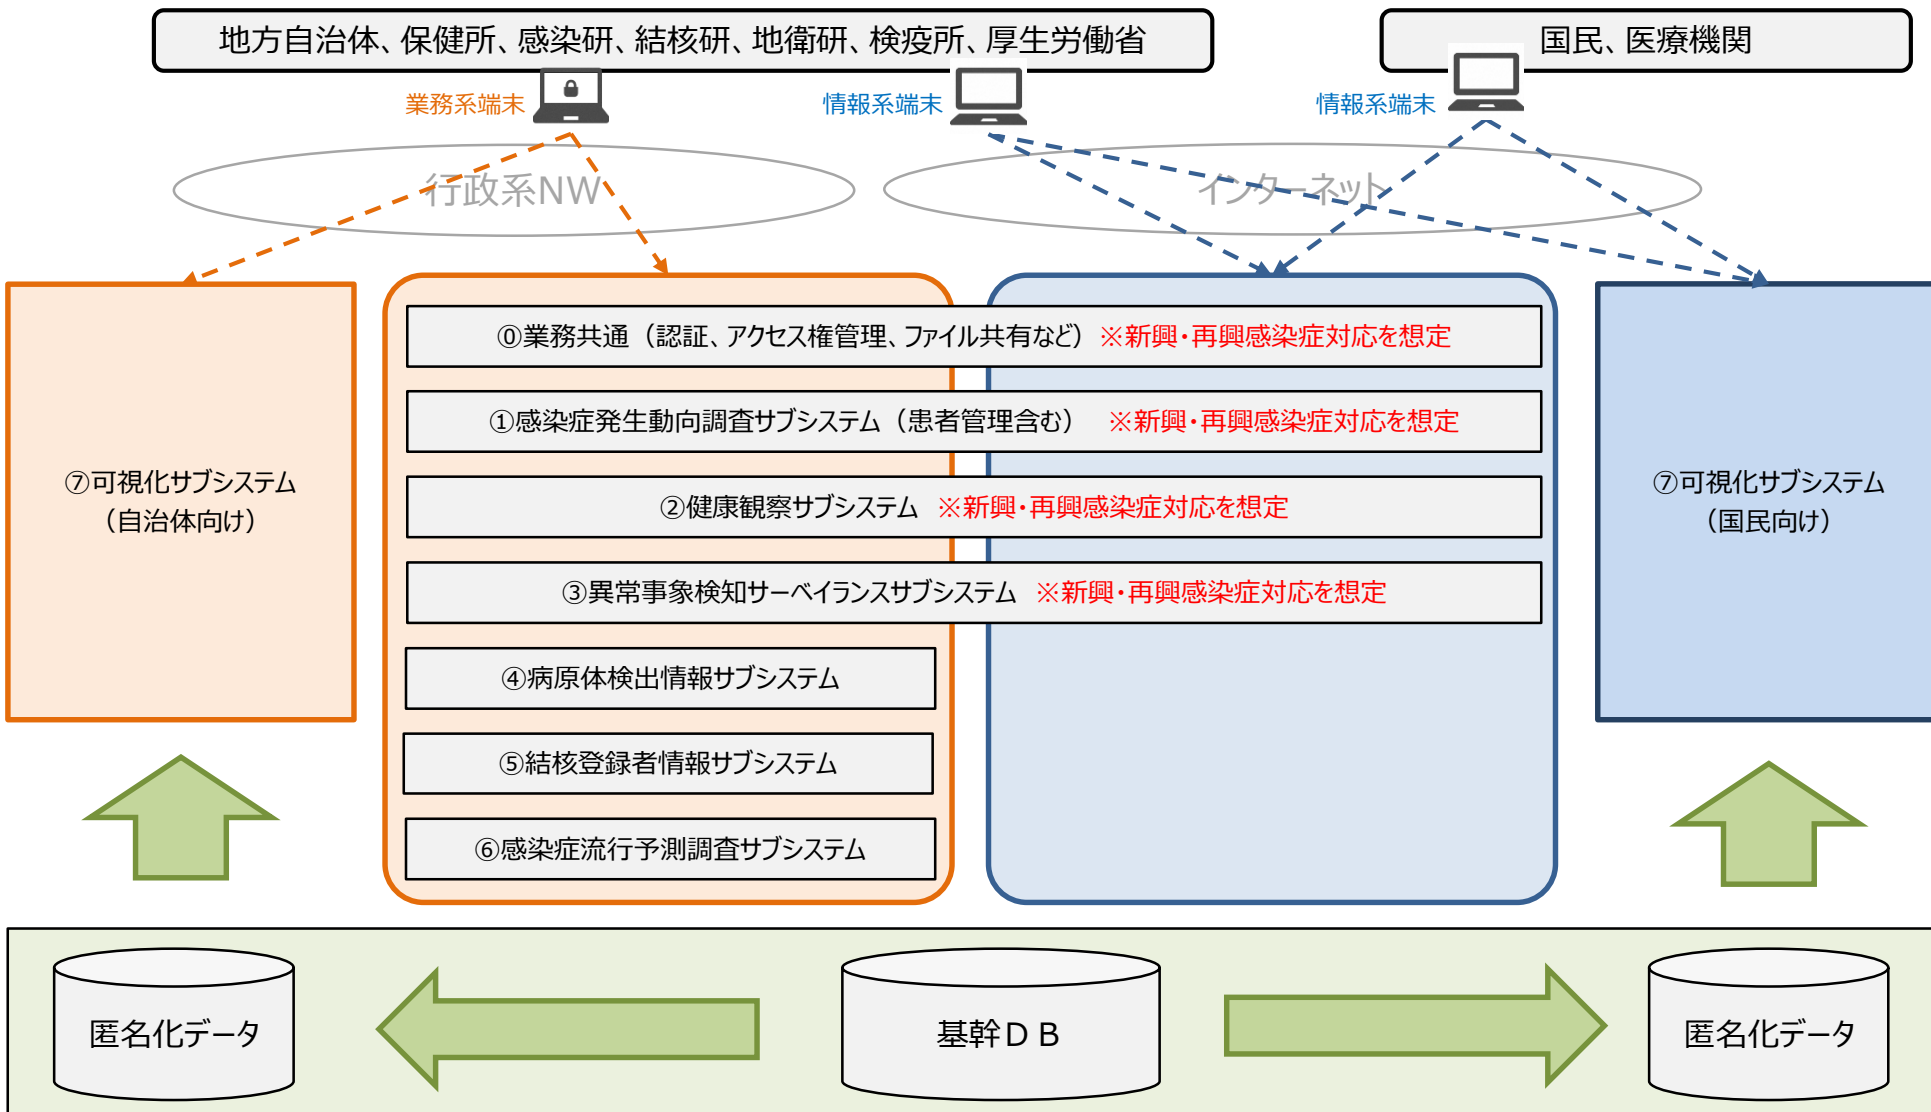 地方自治体、保健所、感染研、結核研、地衛研、検疫所、厚生労働省
国民、医療機関
業務系端末
情報系端末
情報系端末
行政系NW
インターネット
⓪業務共通（認証、アクセス権管理、ファイル共有など）※新興・再興感染症対応を想定
①感染症発生動向調査サブシステム（患者管理含む）　※新興・再興感染症対応を想定
②健康観察サブシステム　※新興・再興感染症対応を想定
③異常事象検知サーベイランスサブシステム　※新興・再興感染症対応を想定
④病原体検出情報サブシステム
⑤結核登録者情報サブシステム
⑥感染症流行予測調査サブシステム
⑦可視化サブシステム
（自治体向け）
⑦可視化サブシステム
（国民向け）
匿名化データ
基幹ＤＢ
匿名化データ